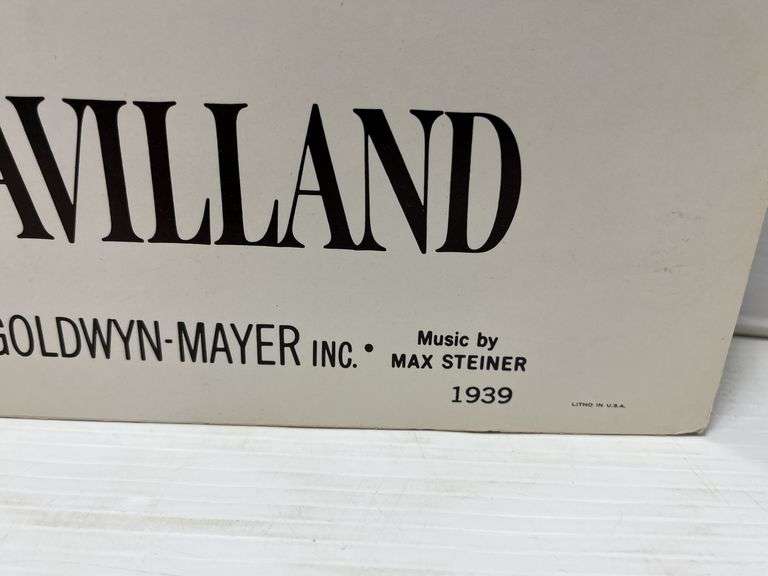 AVILLAND
GOLDWYN-MAYER INC.•
Music by
MAX STEINER
1939
LITHO IN U.S.A.